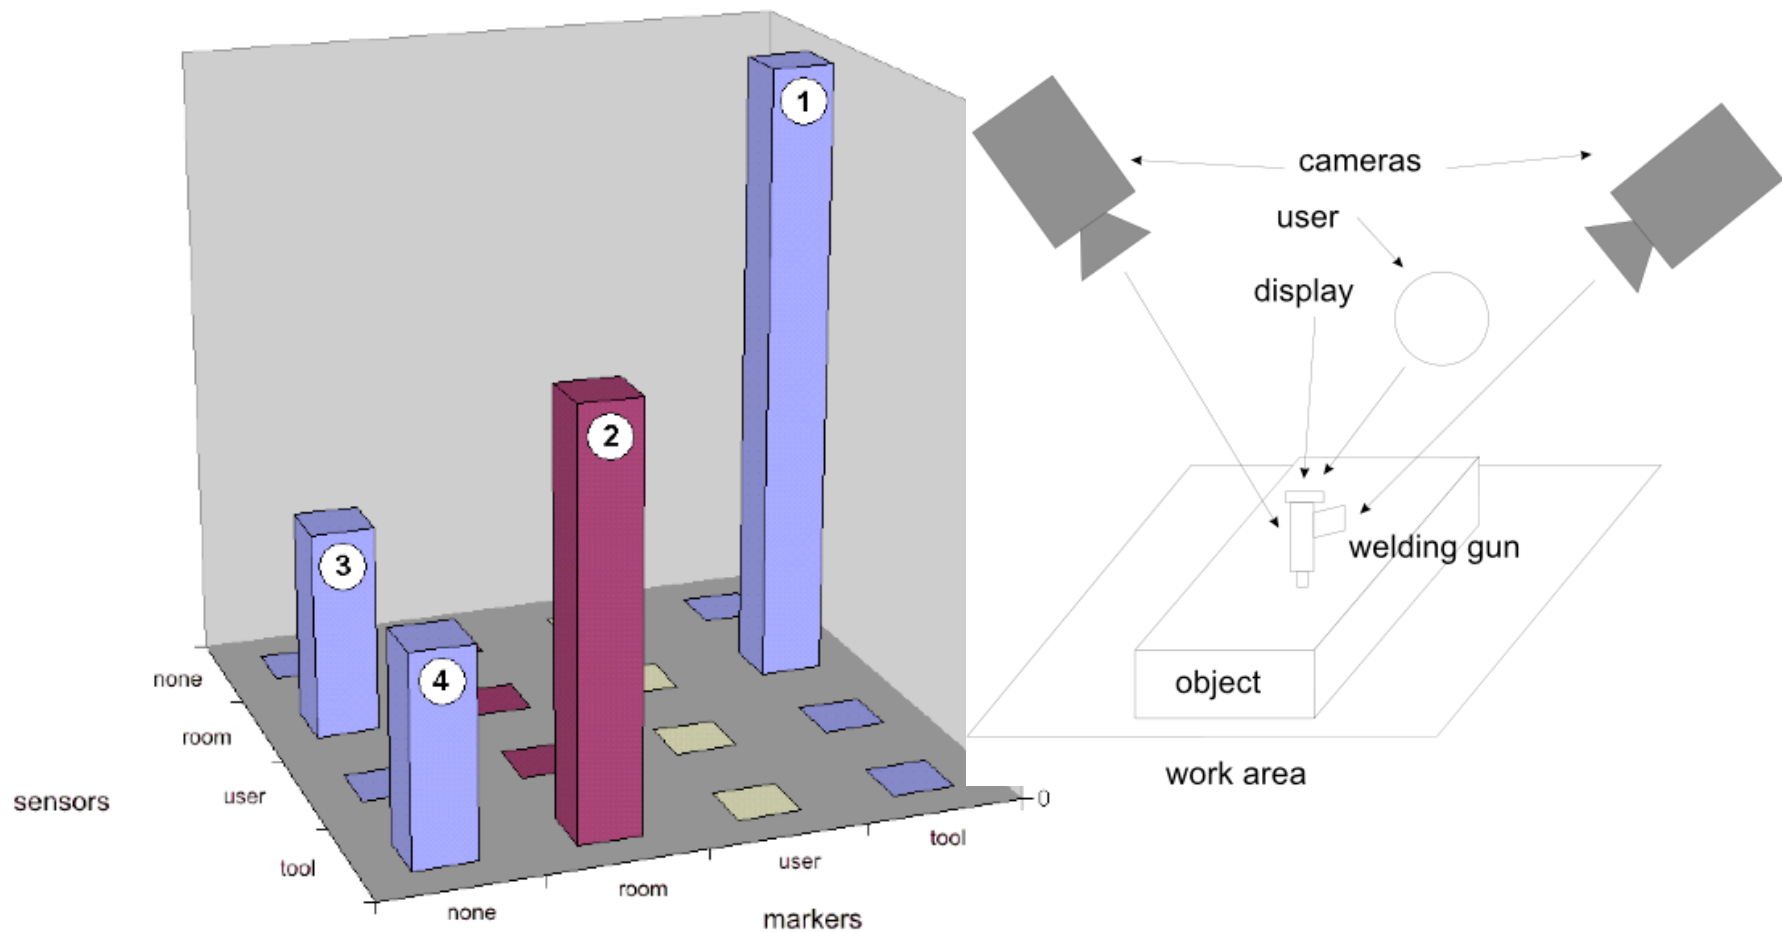 1
2
3
4
none
room
user
tool
sensors
none
room
user
tool
0
markers
cameras
user
display
welding gun
object
work area